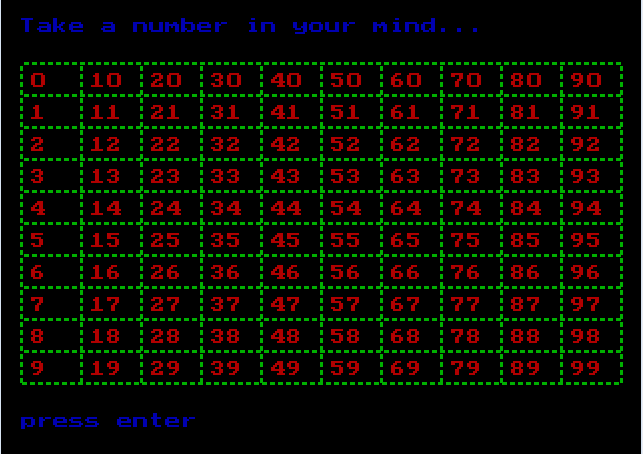 Take a number in your mind...
0 10 20 30 40 50 60 70 80 90
1 11 21 31 41 51 61 71 81 91
2 12 22 32 42 52 62 72 82 92
3 13 23 33 43 53 63 73 83 93
4 14 24 34 44 54 64 74 84 94
5 15 25 35 45 55 65 75 85 95
6 16 26 36 46 56 66 76 86 96
7 17 27 37 47 57 67 77 87 97
8 18 28 38 48 58 68 78 88 98
9 19 29 39 49 59 69 79 89 99
press enter